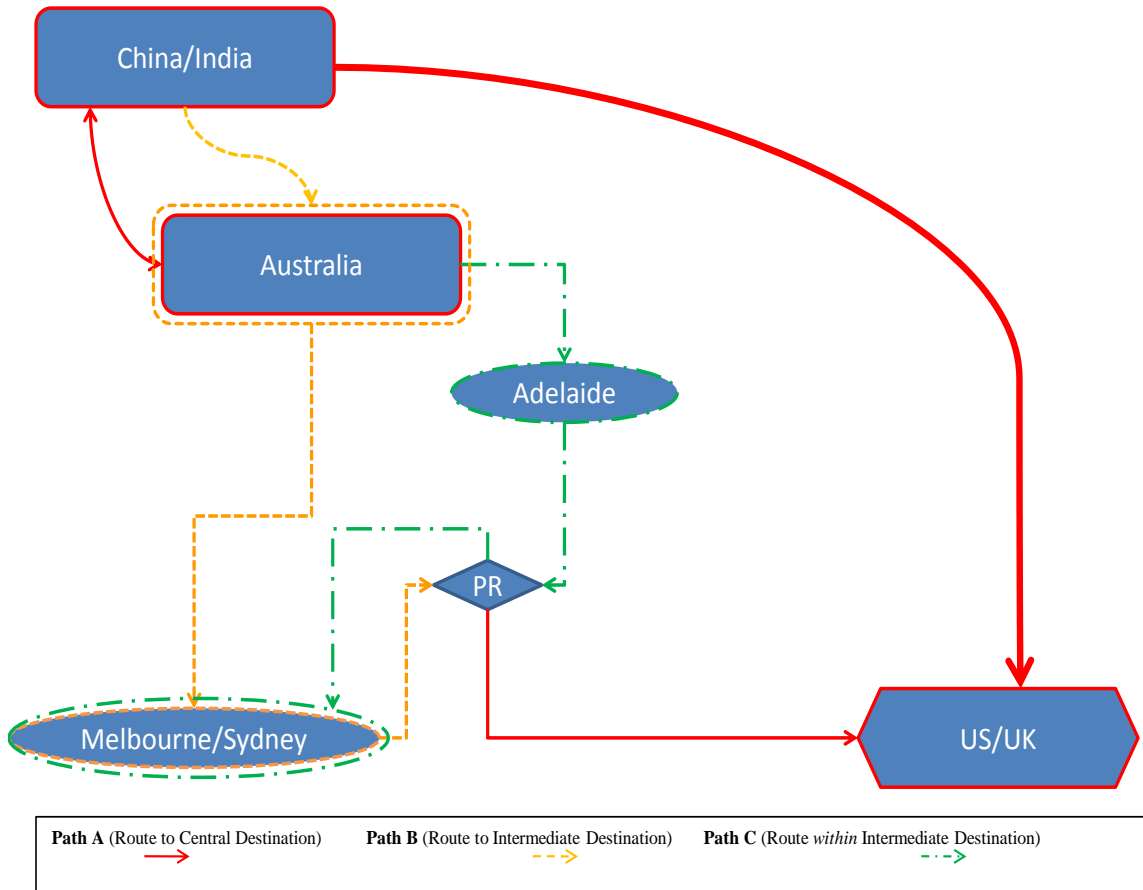 China/India
Australia
Adelaide
PR
Melbourne/Sydney
US/UK
Path A (Route to Central Destination) Path B (Route to Intermediate Destination) Path C (Route within Intermediate Destination)